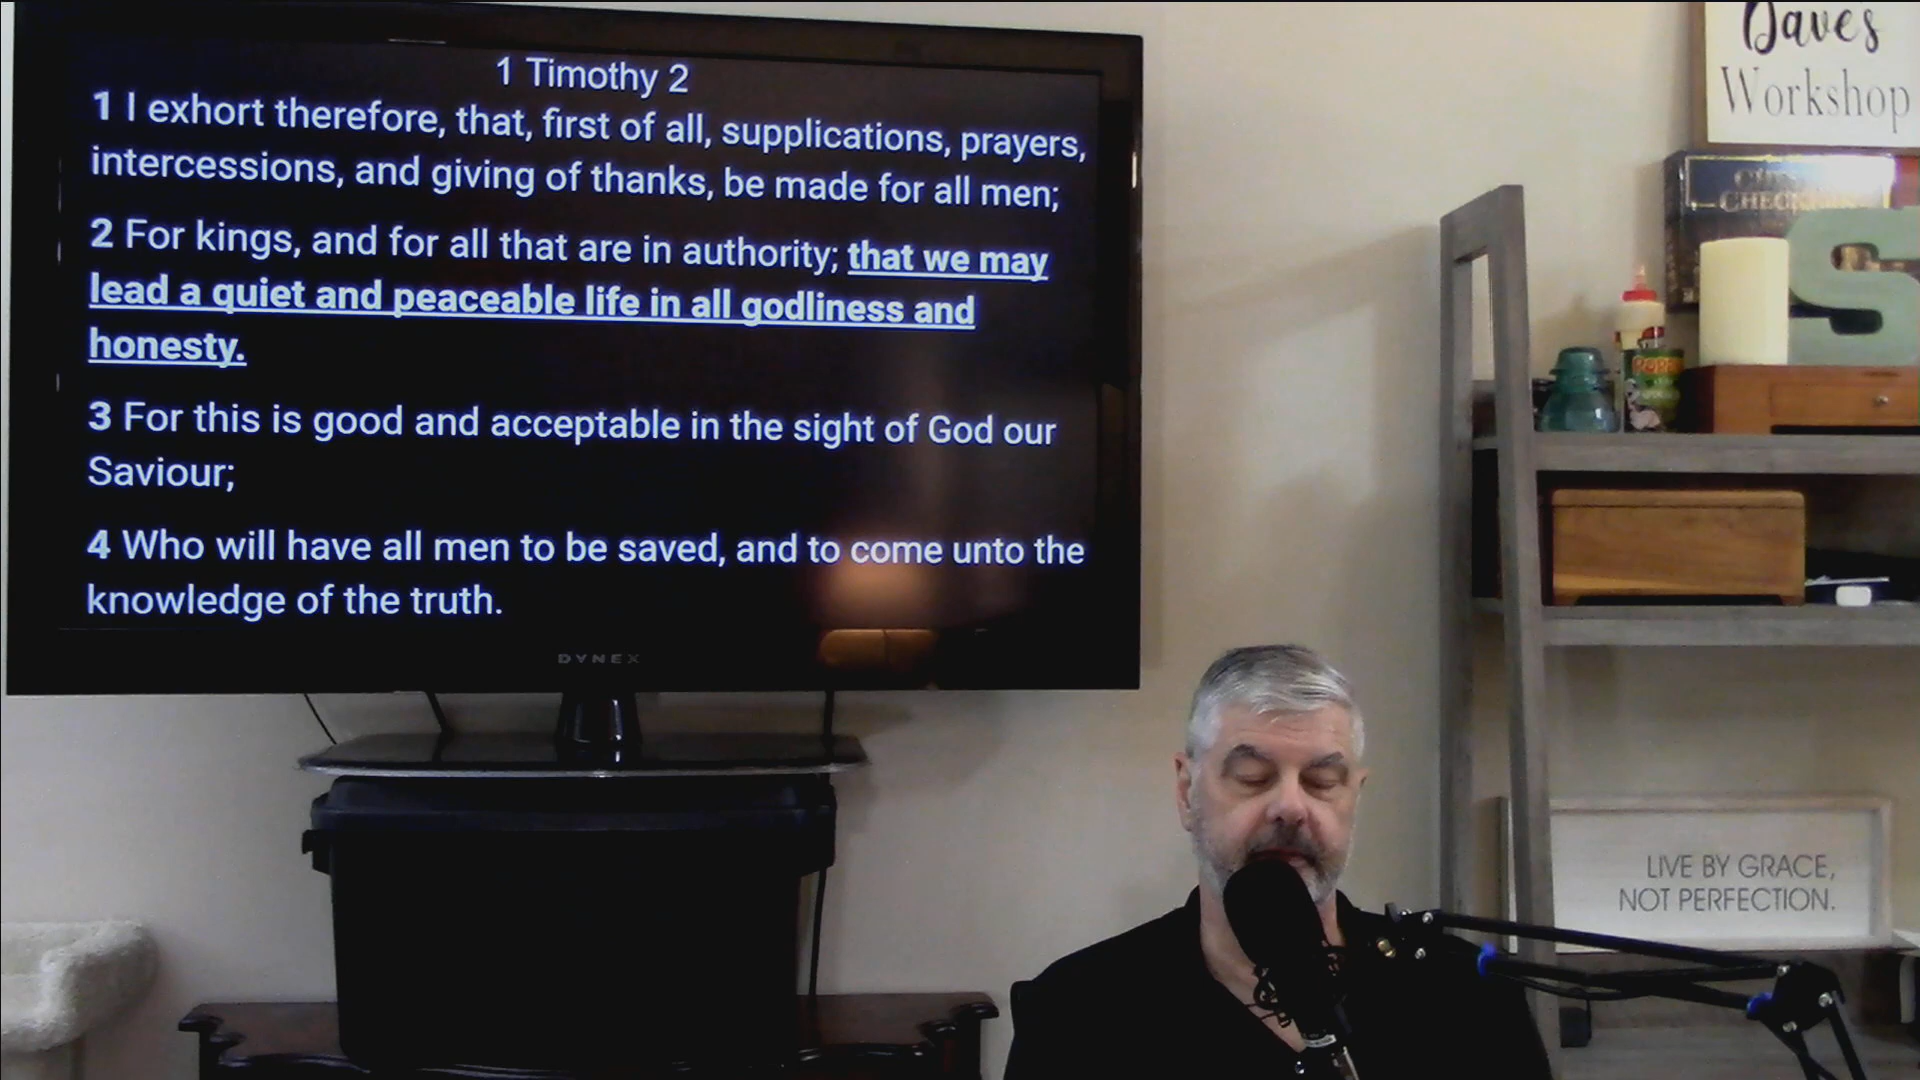 1 Timothy 2
1 I exhort therefore, that, first of all, supplications, prayers,
intercessions, and giving of thanks, be made for all men;
2 For kings, and for all that are in authority; that we may
lead a quiet and peaceable life in all godliness and
honesty.
3 For this is good and acceptable in the sight of God our
Saviour;
4 Who will have all men to be saved, and to come unto the
knowledge of the truth.
DYNEX
Dave's
Workshop
S
LIVE BY GRACE,
NOT PERFECTION.